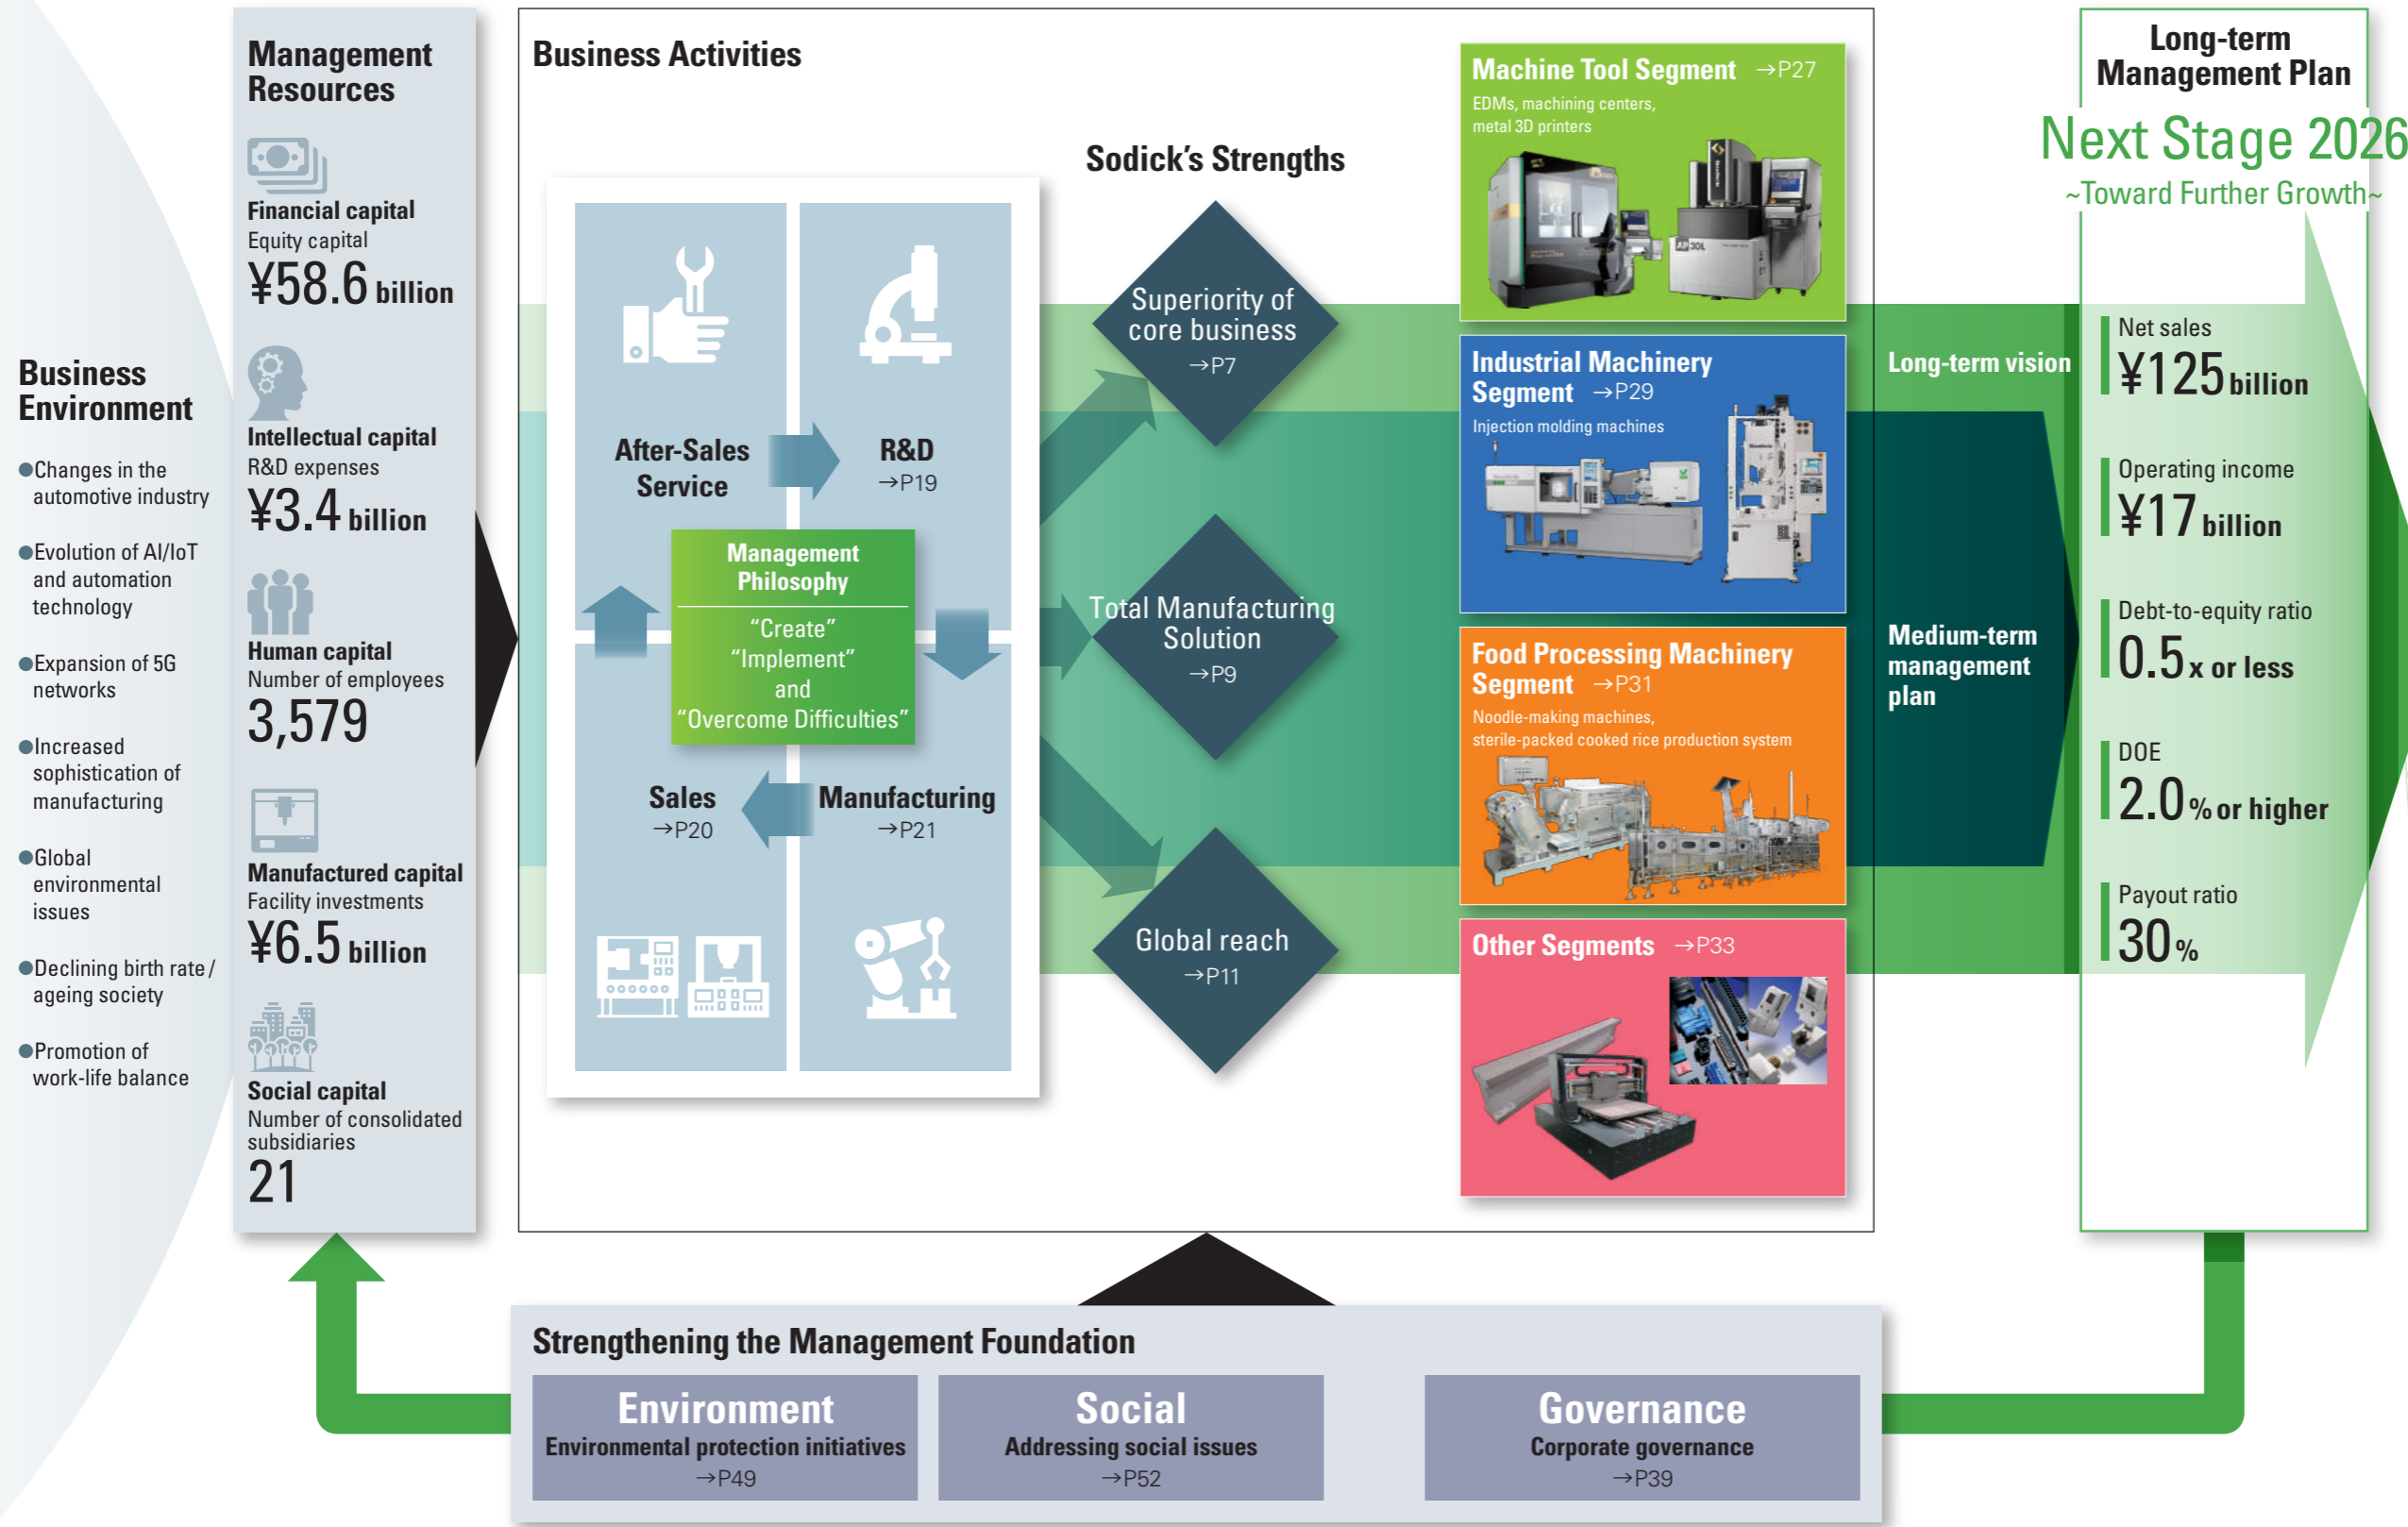 Business
Environment
●Changes in the
automotive industry
●Evolution of AI/IoT
and automation
technology
●Expansion of 5G
networks
●Increased
sophistication of
manufacturing
●Global
environmental
issues
●Declining birth rate/
ageing society
●Promotion of
work-life balance
Management
Resources
Financial capital
Equity capital
¥58.6 billion
Intellectual capital
R&D expenses
¥3.4 billion
Human capital
Number of employees
3,579
Manufactured capital
Facility investments
¥6.5 billion
Social capital
Number of consolidated
subsidiaries
21
Business Activities
After-Sales
Service
R&D
→P19
Management
Philosophy
“Create”
“Implement”
and
“Overcome Difficulties”
Sales
→P20
Manufacturing
→P21
Sodick’s Strengths
Superiority of
core business
→P7
Total Manufacturing
Solution
→P9
Global reach
→P11
Machine Tool Segment →P27
EDMs, machining centers,
metal 3D printers
AP 30L
Industrial Machinery
Segment →P29
Injection molding machines
Food Processing Machinery
Segment →P31
Noodle-making machines,
sterile-packed cooked rice production system
Other Segments →P33
Long-term vision
Medium-term
management
plan
Long-term
Management Plan
Next Stage 2026
~Toward Further Growth~
Net sales
¥125 billion
Operating income
¥17 billion
Debt-to-equity ratio
0.5 x or less
DOE
2.0 % or higher
Payout ratio
30 %
Strengthening the Management Foundation
Environment
Environmental protection initiatives
→P49
Social
Addressing social issues
→P52
Governance
Corporate governance
→P39